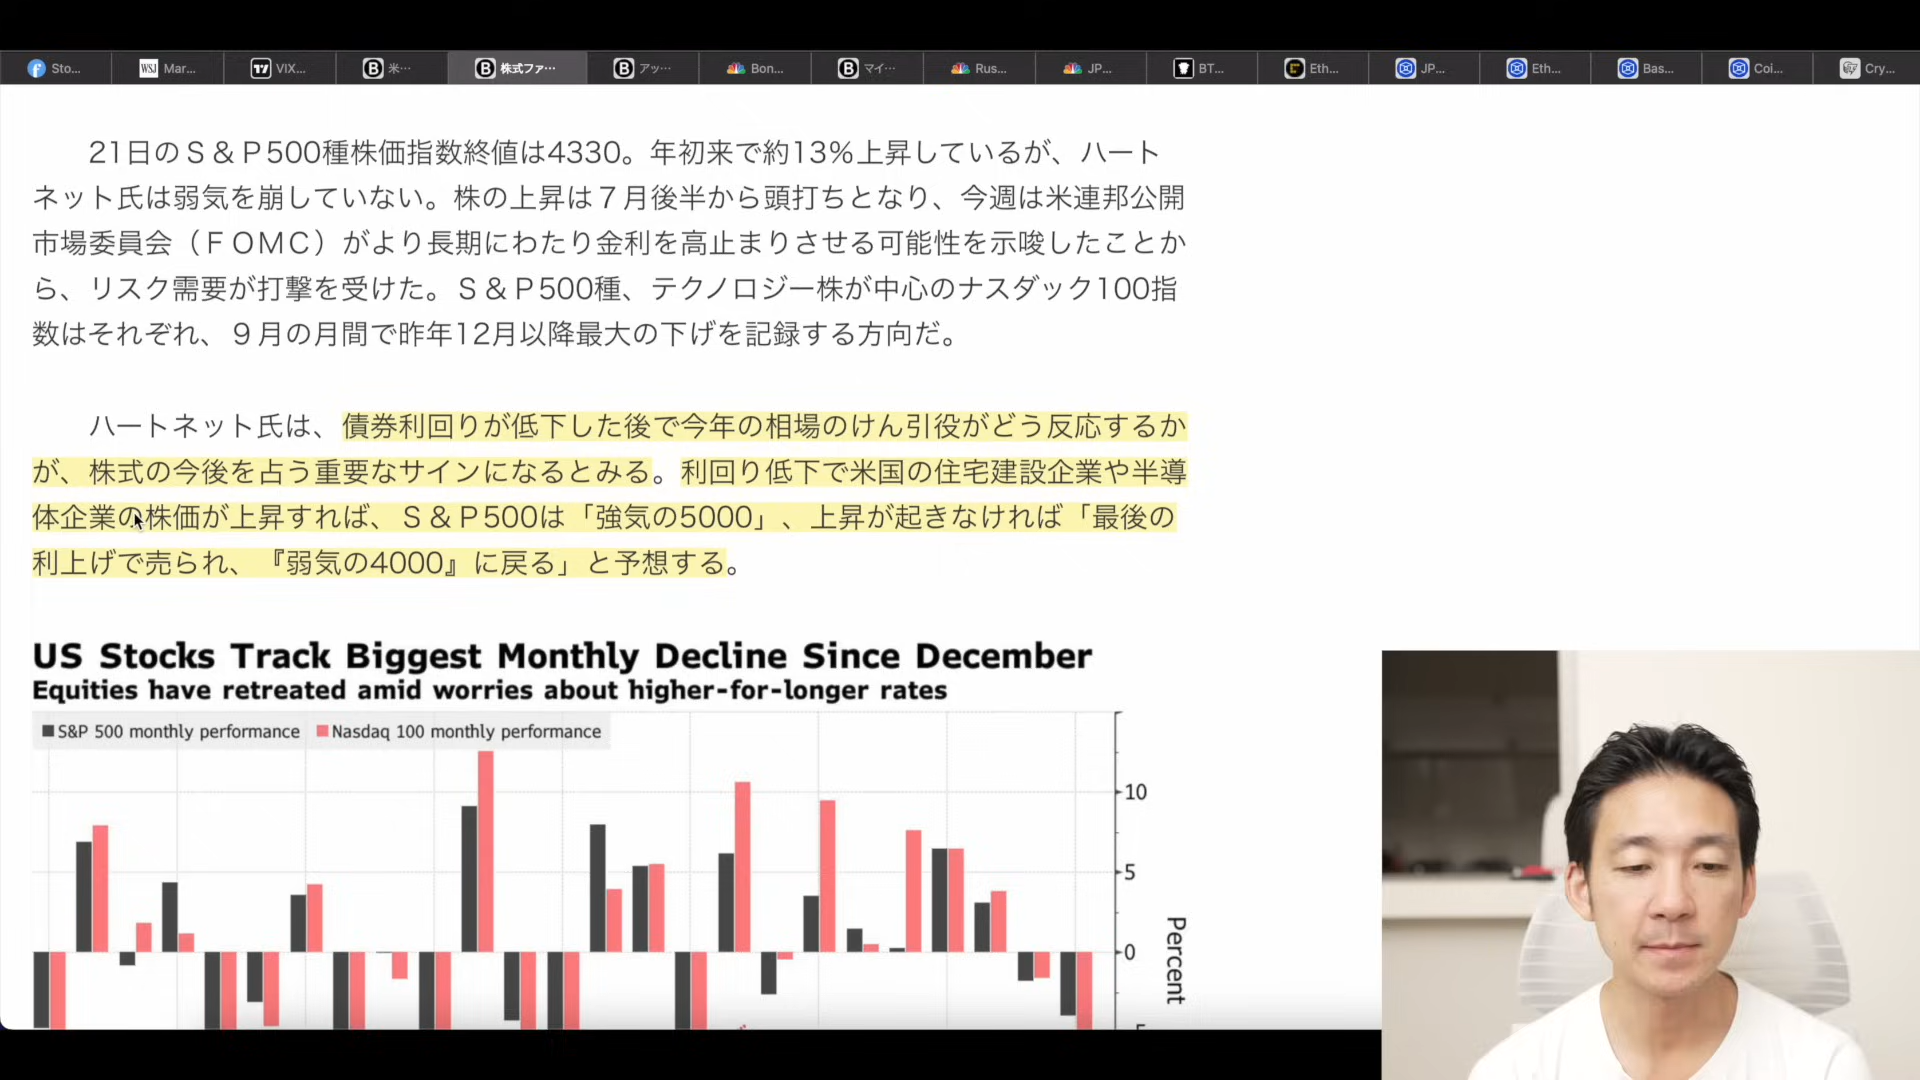 Sto...
Mar...
VIX...
米…
株式ファ…
アッ…
Bon...
マイ…
Rus...
JP...
BT...
Eth...
JP...
Eth...
Bas...
Coi...
Cry...
21日のS&P500種株価指数終値は4330。年初来で約13%上昇しているが、ハート
ネット氏は弱気を崩していない。株の上昇は７月後半から頭打ちとなり、今週は米連邦公開
市場委員会（ＦＯＭＣ）がより長期にわたり金利を高止まりさせる可能性を示唆したことか
ら、リスク需要が打撃を受けた。Ｓ＆Ｐ500種、テクノロジー株が中心のナスダック100指
数はそれぞれ、９月の月間で昨年12月以降最大の下げを記録する方向だ。
ハートネット氏は、債券利回りが低下した後で今年の相場のけん引役がどう反応するか
が、株式の今後を占う重要なサインになるとみる。利回り低下で米国の住宅建設企業や半導
体企業の株価が上昇すれば、Ｓ＆Ｐ500は「強気の5000」、上昇が起きなければ「最後の
利上げで売られ、『弱気の4000』に戻る」と予想する。
US Stocks Track Biggest Monthly Decline Since December
Equities have retreated amid worries about higher-for-longer rates
S&P 500 monthly performance
Nasdaq 100 monthly performance
10
5
0
Percent